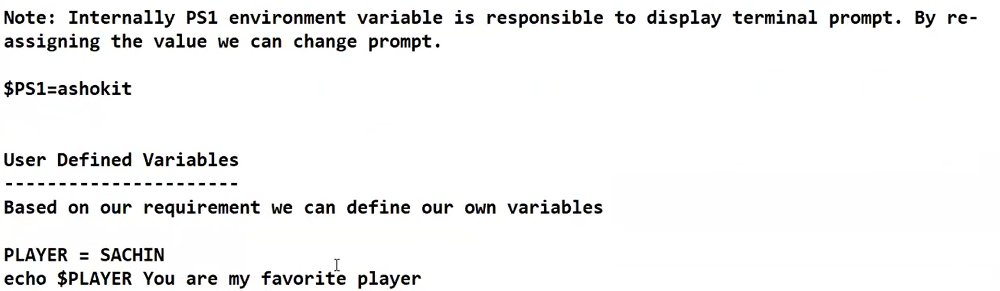 Note: Internally PS1 environment variable is responsible to display terminal prompt. By re-
assigning the value we can change prompt.
$PS1=ashokit
User Defined Variables
----------------------
Based on our requirement we can define our own variables
PLAYER = SACHIN
echo $PLAYER You are my favorite player